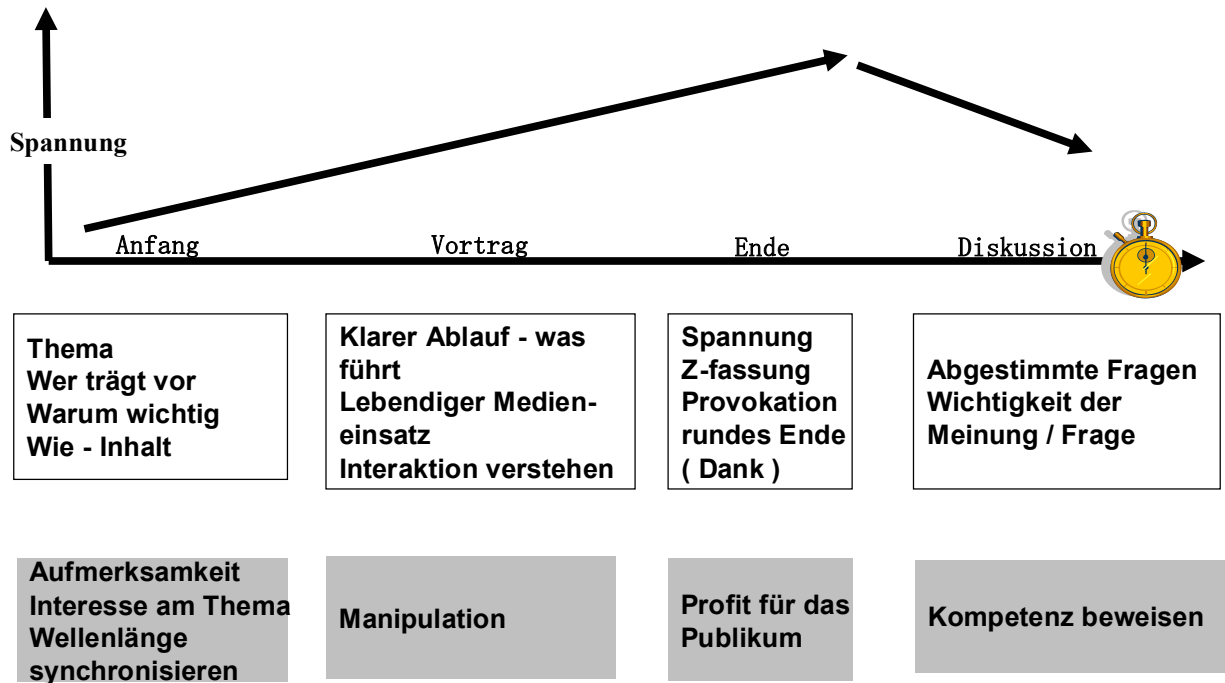 Spannung
Anfang
Vortrag
Ende
Diskussion
Thema
Wer trägt vor
Warum wichtig
Wie - Inhalt
Klarer Ablauf - was
führt
Lebendiger Medien-
einsatz
Interaktion verstehen
Spannung
Z-fassung
Provokation
rundes Ende
( Dank )
Abgestimmte Fragen
Wichtigkeit der
Meinung / Frage
Aufmerksamkeit
Interesse am Thema
Wellenlänge
synchronisieren
Manipulation
Profit für das
Publikum
Kompetenz beweisen